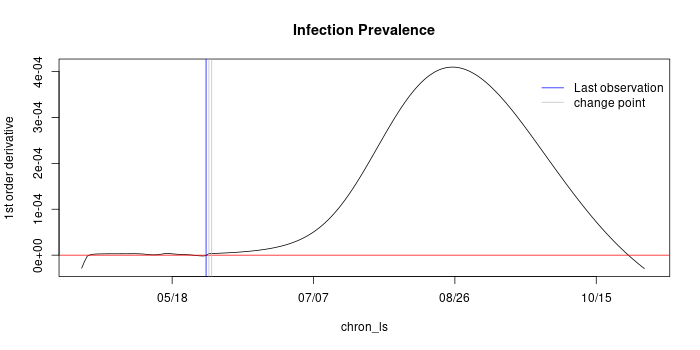 Infection Prevalence
1st order derivative
4e-04
3e-04
2e-04
1e-04
0e+00
Last observation
change point
05/18
07/07
08/26
10/15
chron_ls